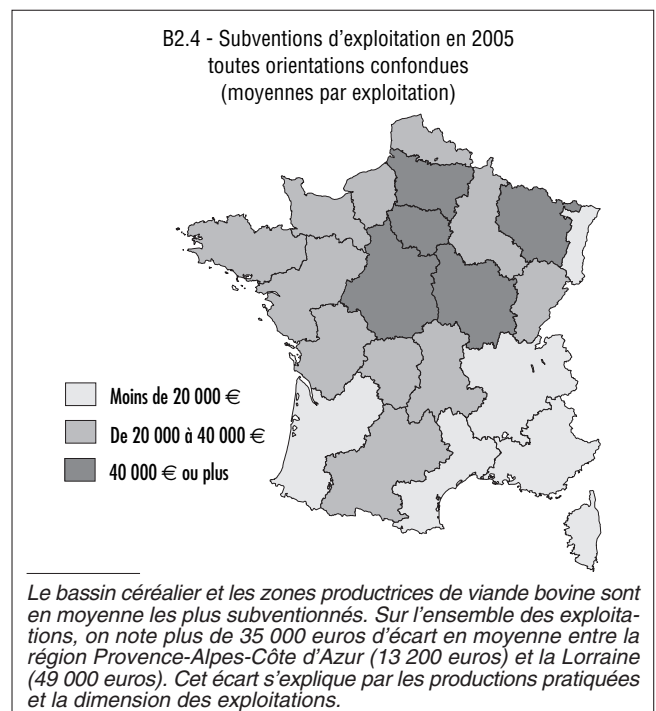 B2.4 - Subventions d'exploitation en 2005
toutes orientations confondues
(moyennes par exploitation)
Moins de 20 000 €
De 20 000 à 40 000 €
40 000 € ou plus
Le bassin céréalier et les zones productrices de viande bovine sont
en moyenne les plus subventionnés. Sur l'ensemble des exploita-
tions, on note plus de 35 000 euros d'écart en moyenne entre la
région Provence-Alpes-Côte d'Azur (13 200 euros) et la Lorraine
(49 000 euros). Cet écart s'explique par les productions pratiquées
et la dimension des exploitations.